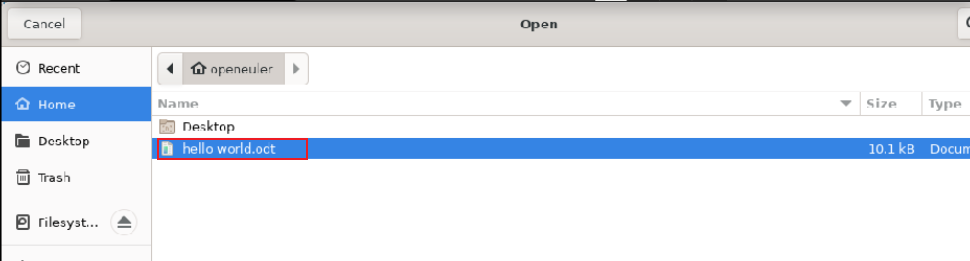 Cancel Open
Recent openeuler
Home Name Size Type
Desktop Desktop
hello world.oct 10.1 kB Docum
Trash
Filesyst...